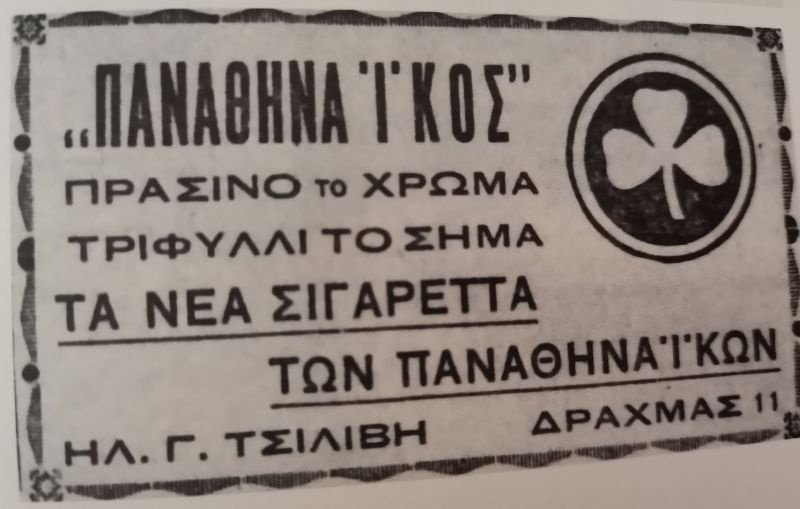 „ΠΑΝΑΘΗΝΑΪΚΟΣ”
ΠΡΑΣΙΝΟ το ΧΡΩΜΑ
ΤΡΙΦΥΛΛΙ ΤΟ ΣΗΜΑ
ΤΑ ΝΕΑ ΣΙΓΑΡΕΤΤΑ
ΤΩΝ ΠΑΝΑΘΗΝΑΪΚΩΝ
ΗΛ. Γ. ΤΣΙΛΙΒΗ ΔΡΑΧΜΑΣ 11